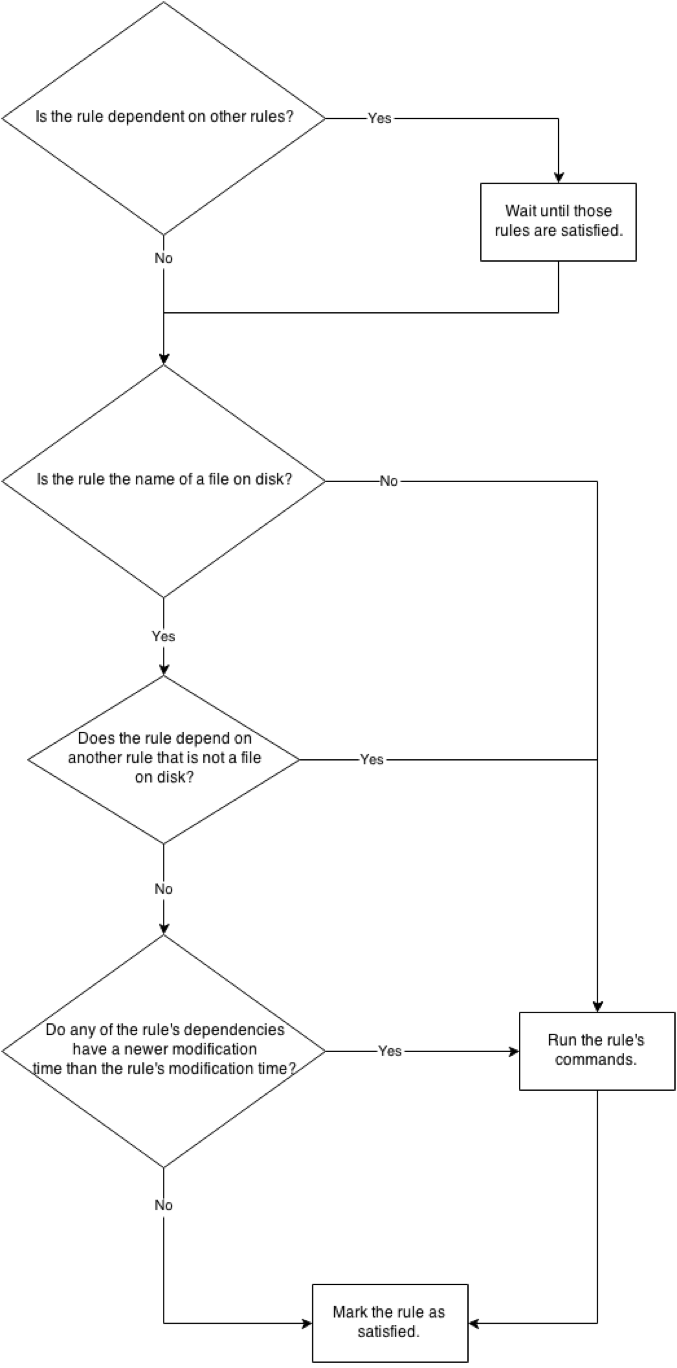 Is the rule dependent on other rules?
Yes
Wait until those
rules are satisfied.
No
Is the rule the name of a file on disk?
No
Yes
Does the rule depend on
another rule that is not a file
on disk?
Yes
No
Do any of the rule's dependencies
have a newer modification
time than the rule's modification time?
Yes
Run the rule's
commands.
No
Mark the rule as
satisfied.